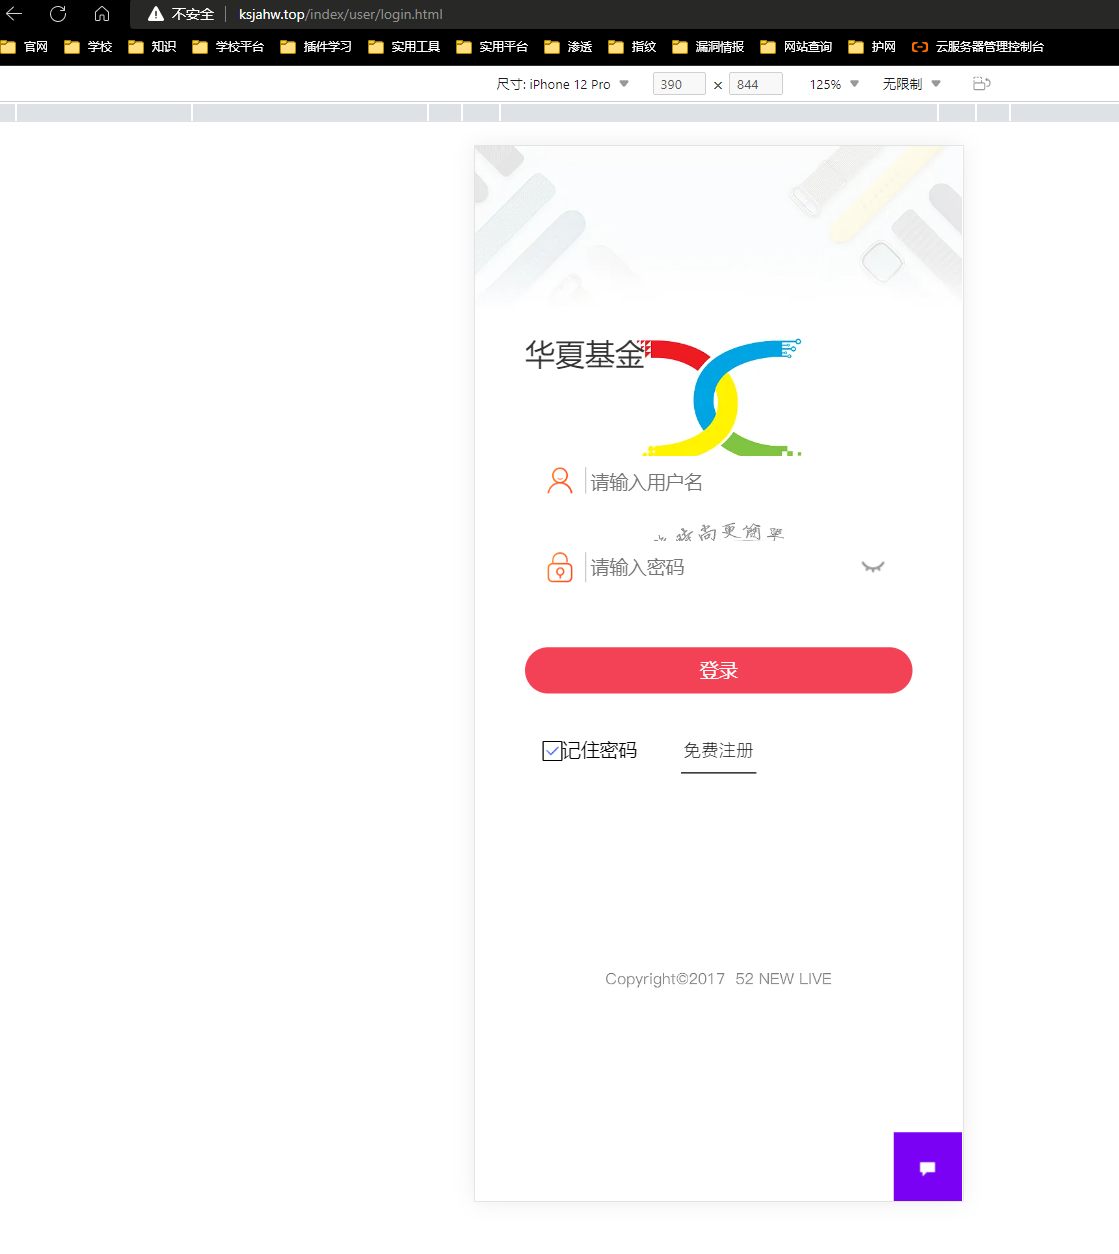 不安全 ksjahw.top/index/user/login.html
官网 学校 知识 学校平台 插件学习 实用工具 实用平台 渗透 指纹 漏洞情报 网站查询 护网 云服务器管理控制台
尺寸: iPhone 12 Pro 390 × 844 125% 无限制
华夏基金
请输入用户名
尚更简单
请输入密码
登录
记住密码 免费注册
Copyright©2017 52 NEW LIVE